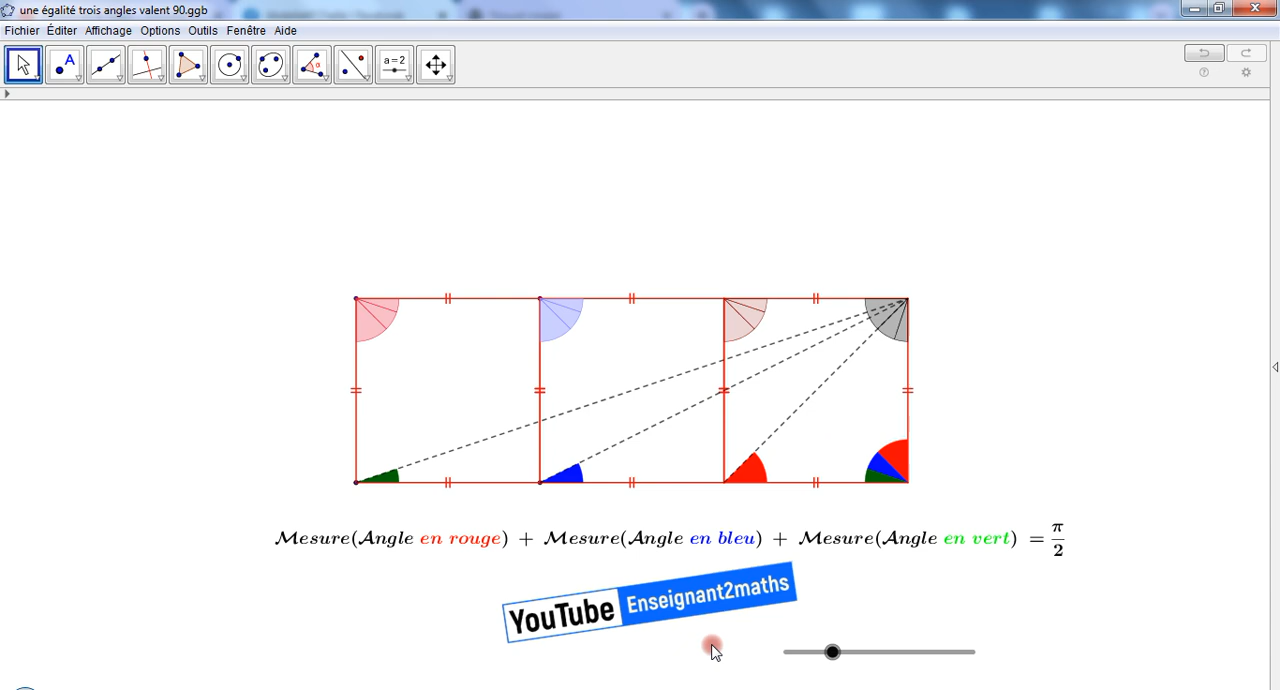 une égalité trois angles valent 90.ggb
Fichier Éditer Affichage Options Outils Fenêtre Aide
A
α
a=2
Mesure(Angle en rouge) + Mesure(Angle en bleu) + Mesure(Angle en vert) = π/2
YouTube Enseignant2maths